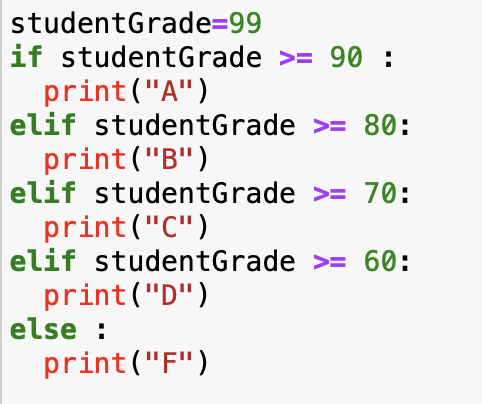 studentGrade=99
if studentGrade >= 90 :
  print("A")
elif studentGrade >= 80:
  print("B")
elif studentGrade >= 70:
  print("C")
elif studentGrade >= 60:
  print("D")
else :
  print("F")